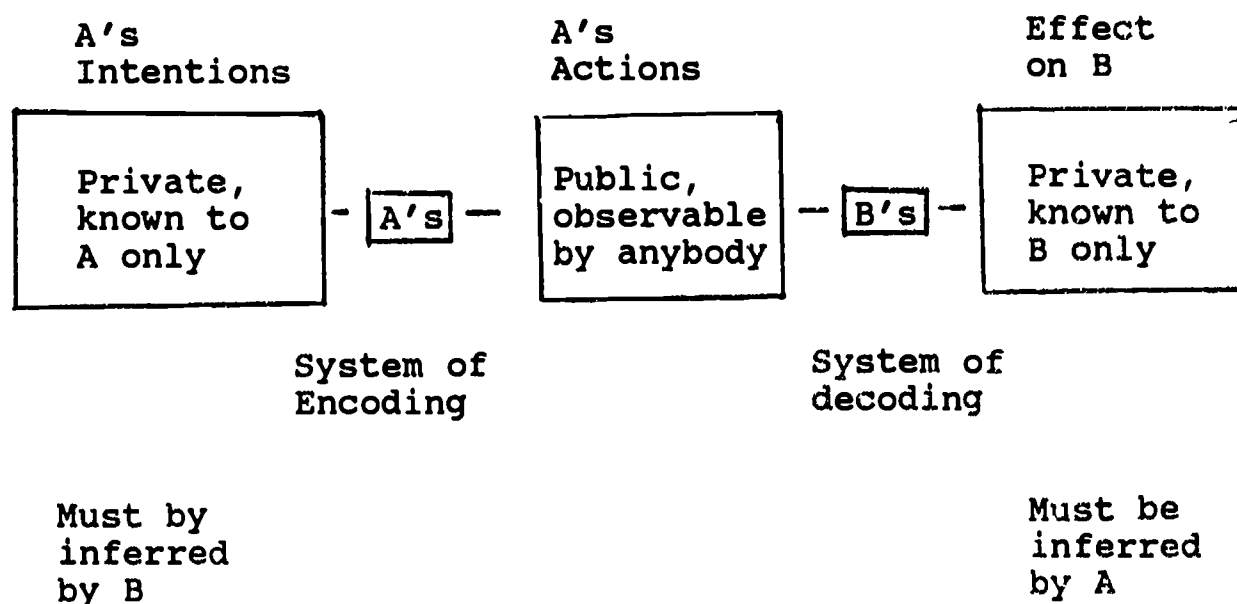 A's
Intentions
A's
Actions
Effect
on B
Private,
known to
A only
A's
Public,
observable
by anybody
B's
Private,
known to
B only
System of
Encoding
System of
decoding
Must by
inferred
by B
Must be
inferred
by A